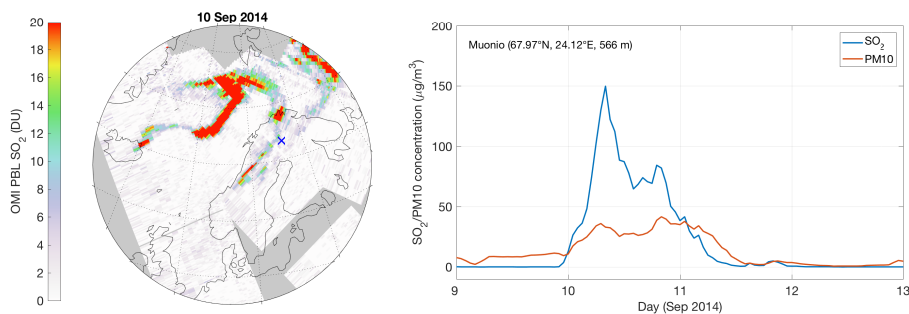 10 Sep 2014
20
18
16
14
12
10
8
6
4
2
0
OMI PBL SO₂ (DU)
Muonio (67.97°N, 24.12°E, 566 m)
SO₂
PM10
200
150
100
50
0
SO₂/PM10 concentration (μg/m³)
9 10 11 12 13
Day (Sep 2014)